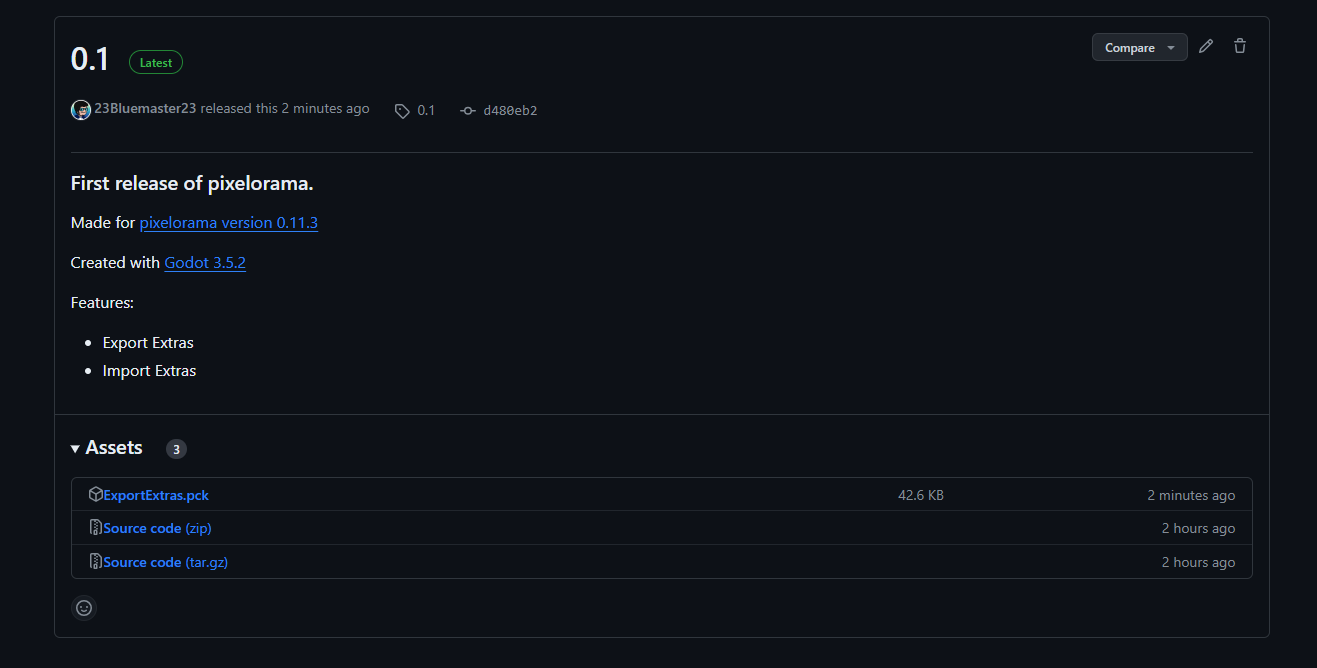 0.1 Latest Compare
23Bluemaster23 released this 2 minutes ago 0.1 d480eb2
First release of pixelorama.
Made for pixelorama version 0.11.3
Created with Godot 3.5.2
Features:
Export Extras
Import Extras
Assets 3
ExportExtras.pck 42.6 KB 2 minutes ago
Source code (zip) 2 hours ago
Source code (tar.gz) 2 hours ago